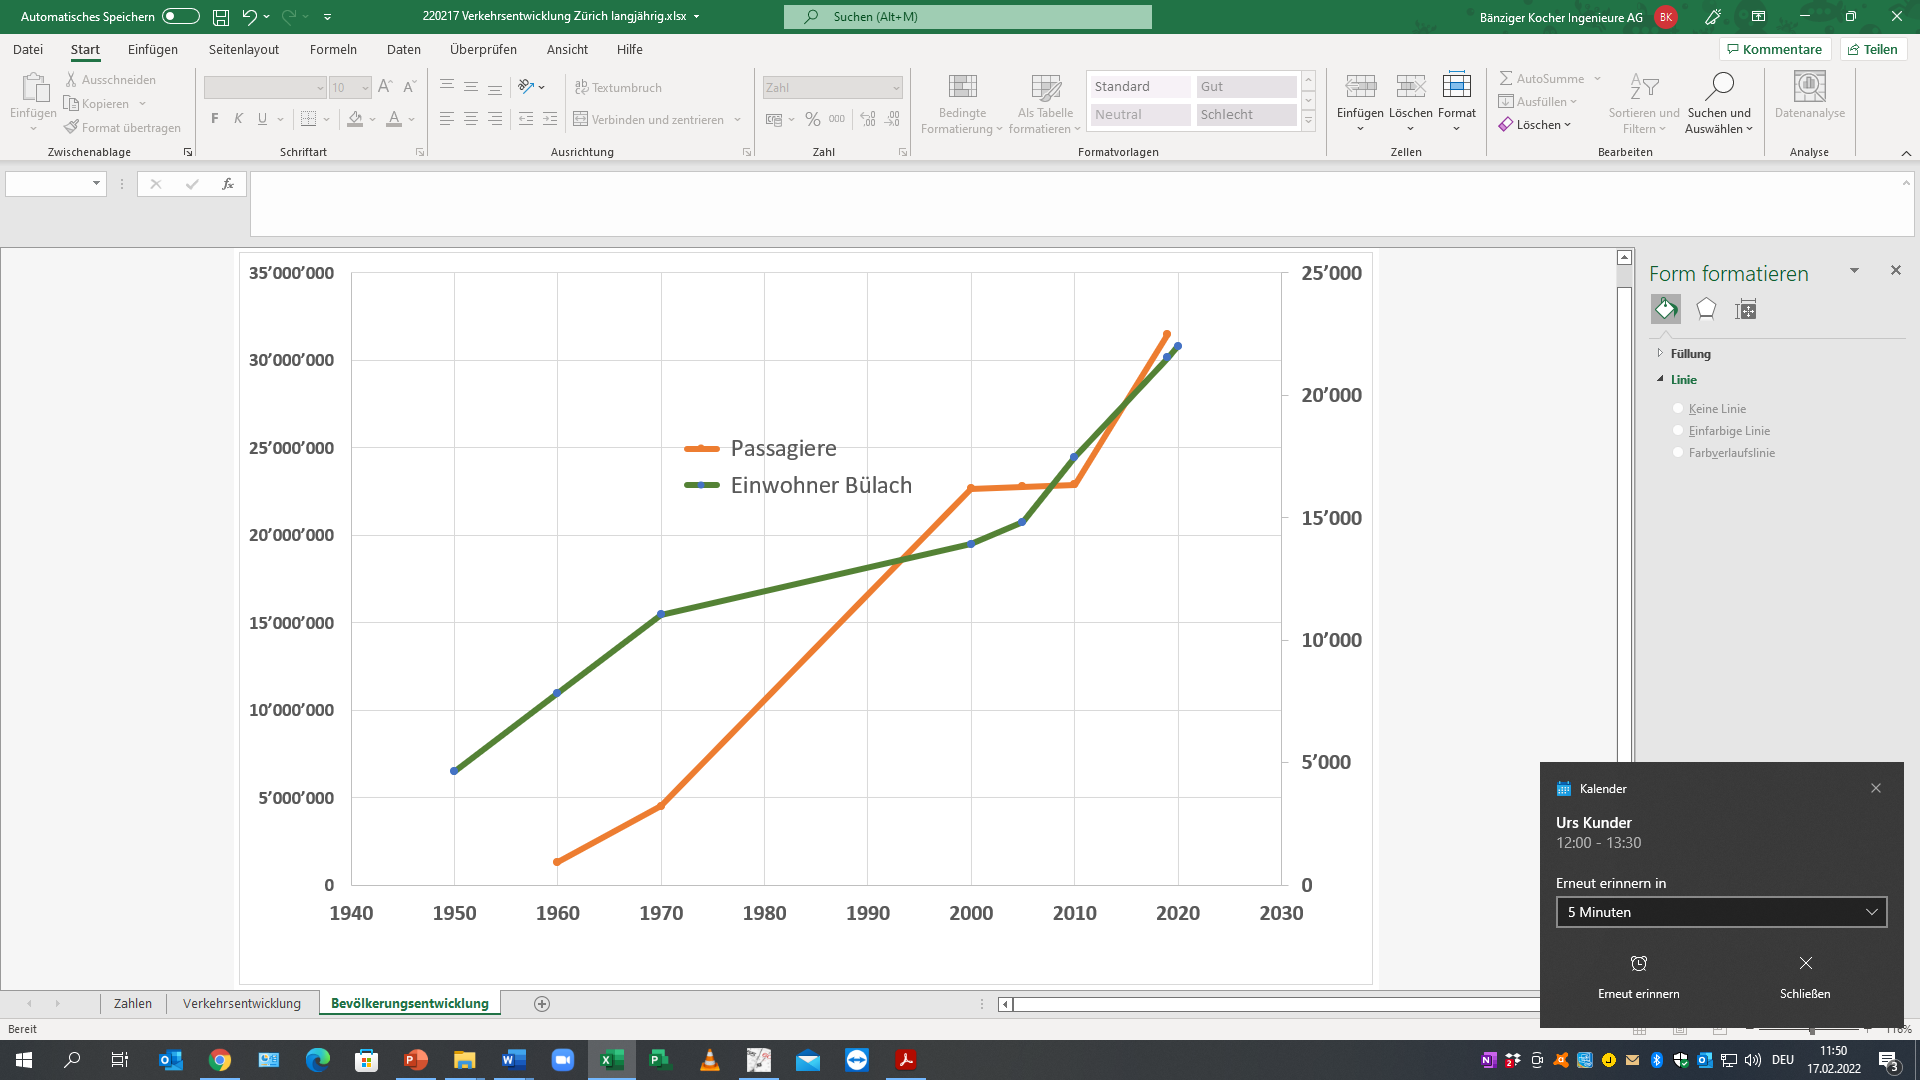 Automatisches Speichern
220217 Verkehrsentwicklung Zürich langjährig.xlsx
Suchen (Alt+M)
Bänziger Kocher Ingenieure AG BK
Datei Start Einfügen Seitenlayout Formeln Daten Überprüfen Ansicht Hilfe
Kommentare Teilen
Einfügen
Ausschneiden
Kopieren
Format übertragen
Zwischenablage
10 A A
F K U A
Schriftart
Textumbruch
Verbinden und zentrieren
Ausrichtung
Zahl
% 000
Zahl
Bedingte Formatierung
Als Tabelle formatieren
Standard Gut
Neutral Schlecht
Formatvorlagen
Einfügen Löschen Format
Zellen
AutoSumme
Ausfüllen
Löschen
Sortieren und Filtern
Suchen und Auswählen
Bearbeiten
Datenanalyse
Analyse
fx
35’000’000
30’000’000
25’000’000
20’000’000
15’000’000
10’000’000
5’000’000
0
Passagiere
Einwohner Bülach
25’000
20’000
15’000
10’000
5’000
0
1940 1950 1960 1970 1980 1990 2000 2010 2020 2030
Form formatieren
Füllung
Linie
Keine Linie
Einfarbige Linie
Farbverlaufslinie
Kalender
Urs Kunder
12:00 - 13:30
Erneut erinnern in
5 Minuten
Erneut erinnern Schließen
Zahlen Verkehrsentwicklung Bevölkerungsentwicklung
Bereit
116%
DEU
11:50
17.02.2022
3